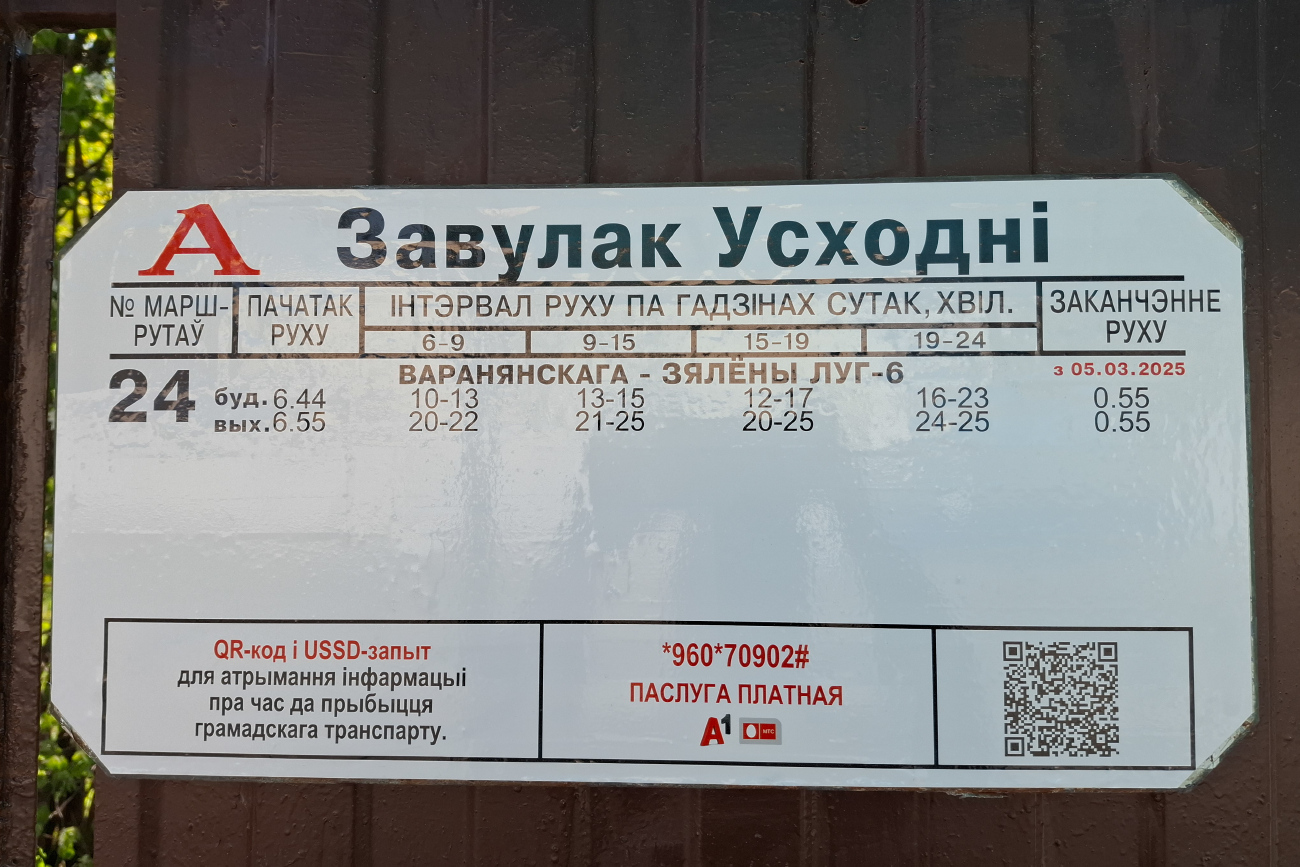 А Завулак Усходні
№ МАРШ- ПАЧАТАК ІНТЭРВАЛ РУХУ ПА ГАДЗІНАХ СУТАК, ХВІЛ. ЗАКАНЧЭННЕ
РУТАЎ РУХУ 6-9 9-15 15-19 19-24 РУХУ
ВАРАНЯНСКАГА - ЗЯЛЁНЫ ЛУГ-6 з 05.03.2025
24 буд. 6.44 10-13 13-15 12-17 16-23 0.55
вых. 6.55 20-22 21-25 20-25 24-25 0.55
QR-код і USSD-запыт
для атрымання інфармацыі
пра час да прыбыцця
грамадскага транспарту.
*960*70902#
ПАСЛУГА ПЛАТНАЯ
A1 МТС